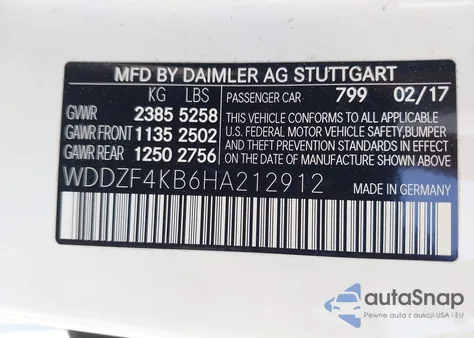 MFD BY DAIMLER AG STUTTGART
KG LBS
GVWR 2385 5258 PASSENGER CAR 799 02/17
GAWR FRONT 1135 2502 THIS VEHICLE CONFORMS TO ALL APPLICABLE
GAWR REAR 1250 2756 U.S. FEDERAL MOTOR VEHICLE SAFETY, BUMPER
AND THEFT PREVENTION STANDARDS IN EFFECT
ON THE DATE OF MANUFACTURE SHOWN ABOVE.
WDDZF4KB6HA212912 MADE IN GERMANY
autoSnap
Pewne auta z aukcji USA i EU